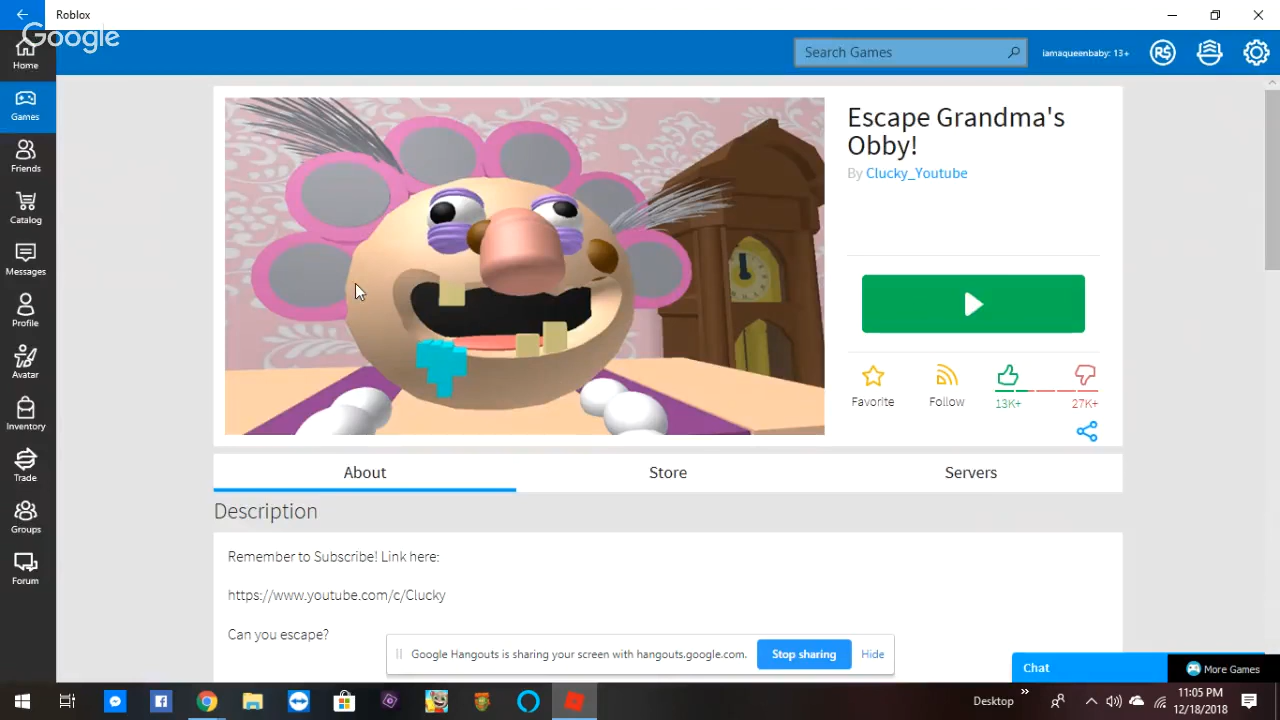 Roblox
Google
Home
Search Games
iamaqueenbaby: 13+
R$
Games
Friends
Catalog
Messages
Profile
Avatar
Inventory
Trade
Groups
Forum
Escape Grandma's
Obby!
By Clucky_Youtube
Favorite
Follow
13K+
27K+
About
Store
Servers
Description
Remember to Subscribe! Link here:
https://www.youtube.com/c/Clucky
Can you escape?
Google Hangouts is sharing your screen with hangouts.google.com.
Stop sharing
Hide
Chat
More Games
Desktop
11:05 PM
12/18/2018